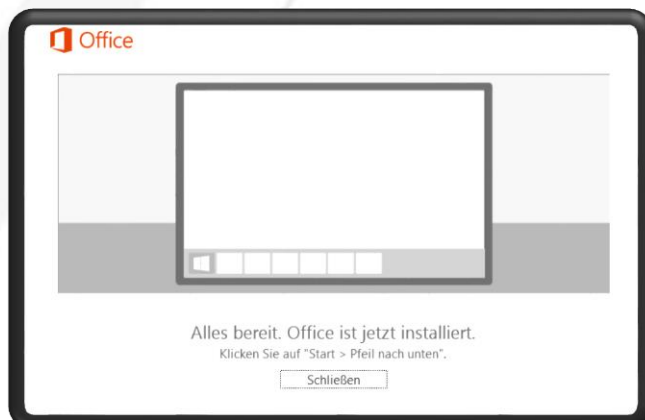 Office
Alles bereit. Office ist jetzt installiert.
Klicken Sie auf "Start > Pfeil nach unten".
Schließen